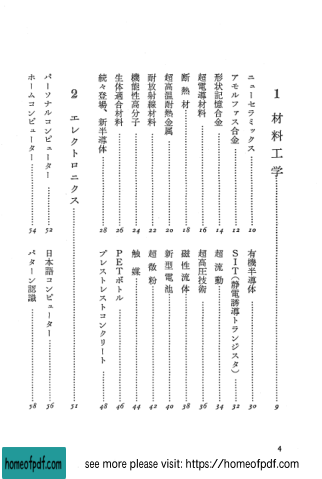 1 材料工学 9
ニューセラミックス 10
アモルファス合金 12
形状記憶合金 14
超電導材料 16
断熱材 18
超高温耐熱金属 20
耐放射線材料 22
機能性高分子 24
生体適合材料 26
続々登場、新半導体 28
有機半導体 30
SIT(静電誘導トランジスタ) 32
超流動 34
超高圧技術 36
磁性流体 38
新型電池 40
超微粉 42
触媒 44
PETボトル 46
プレストレストコンクリート 48
2 エレクトロニクス 51
パーソナルコンピューター 52
ホームコンピューター 54
日本語コンピューター 56
パターン認識 58
4
homeofpdf.com
see more please visit: https://homeofpdf.com